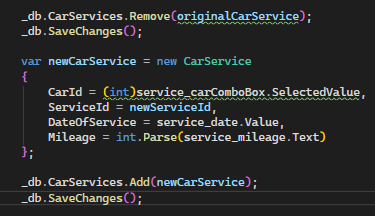 _db.CarServices.Remove(originalCarService);
_db.SaveChanges();
var newCarService = new CarService
{
CarId = (int)service_carComboBox.SelectedValue,
ServiceId = newServiceId,
DateOfService = service_date.Value,
Mileage = int.Parse(service_mileage.Text)
};
_db.CarServices.Add(newCarService);
_db.SaveChanges();